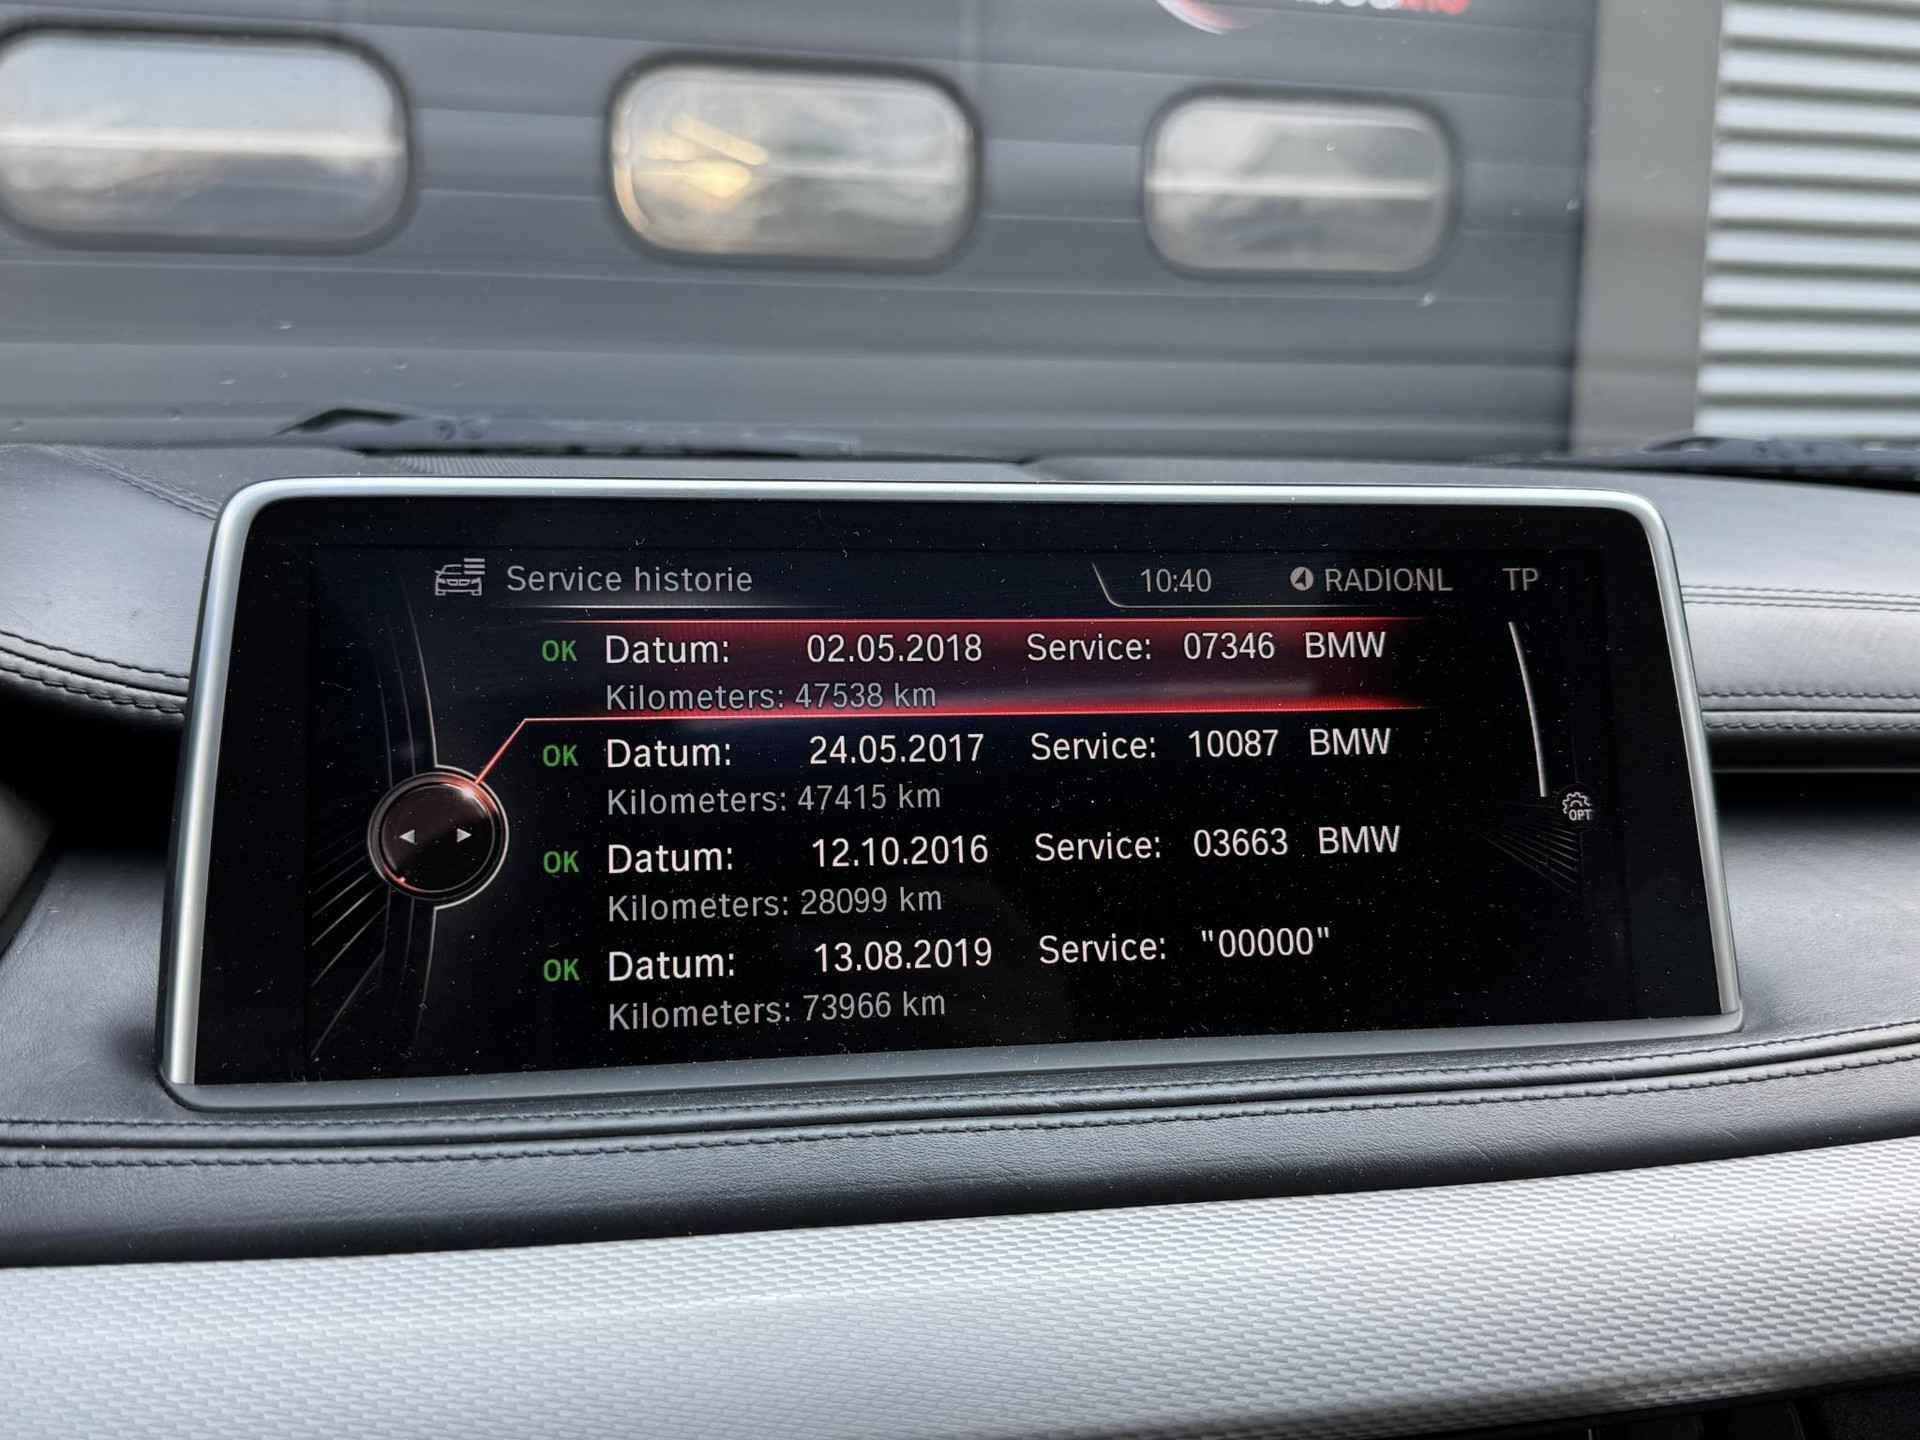 Service historie 10:40 RADIONL TP
OK Datum: 02.05.2018 Service: 07346 BMW
Kilometers: 47538 km
OK Datum: 24.05.2017 Service: 10087 BMW
Kilometers: 47415 km
OK Datum: 12.10.2016 Service: 03663 BMW
Kilometers: 28099 km
OPT
OK Datum: 13.08.2019 Service: "00000"
Kilometers: 73966 km